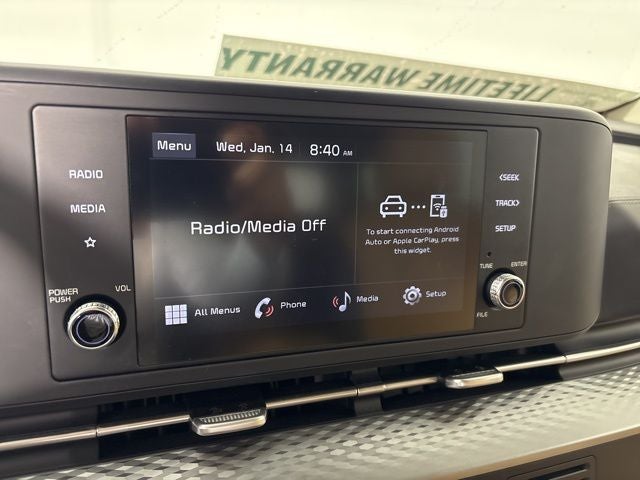 LIFETIME WARRANTY
Menu Wed, Jan. 14 8:40 AM
RADIO
MEDIA
POWER
PUSH
VOL
Radio/Media Off
To start connecting Android
Auto or Apple CarPlay, press
this widget.
All Menus Phone Media Setup
<SEEK
TRACK>
SETUP
TUNE ENTER
FILE